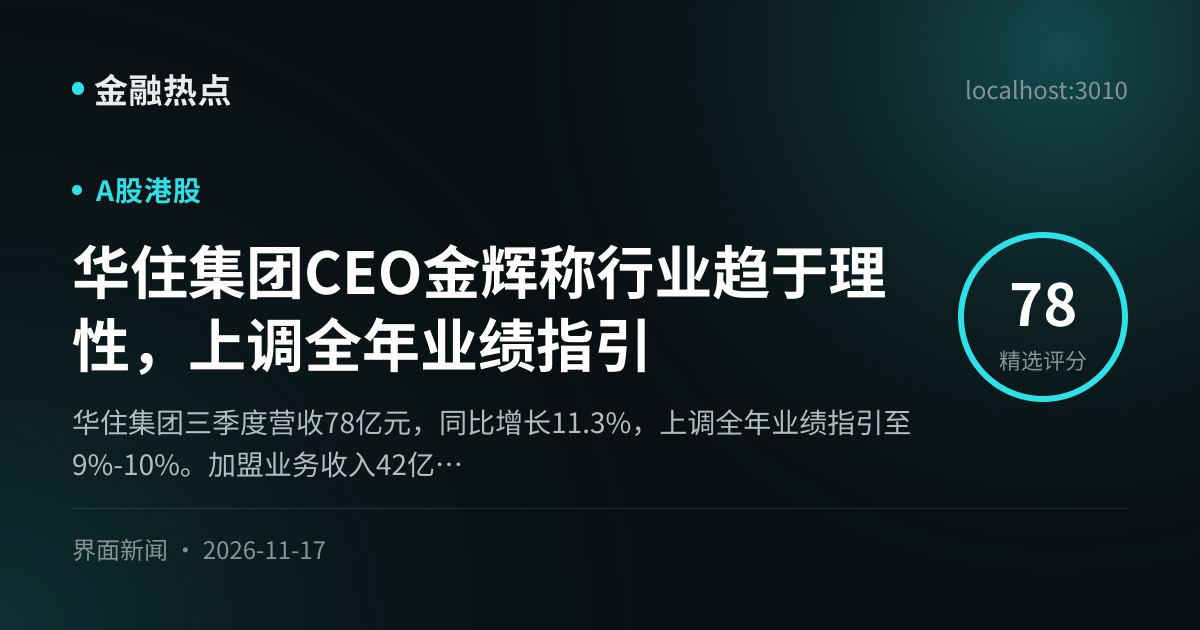 金融热点
localhost:3010
A股港股
华住集团CEO金辉称行业趋于理
性，上调全年业绩指引
78
精选评分
华住集团三季度营收78亿元，同比增长11.3%，上调全年业绩指引至
9%-10%。加盟业务收入42亿…
界面新闻 · 2026-11-17